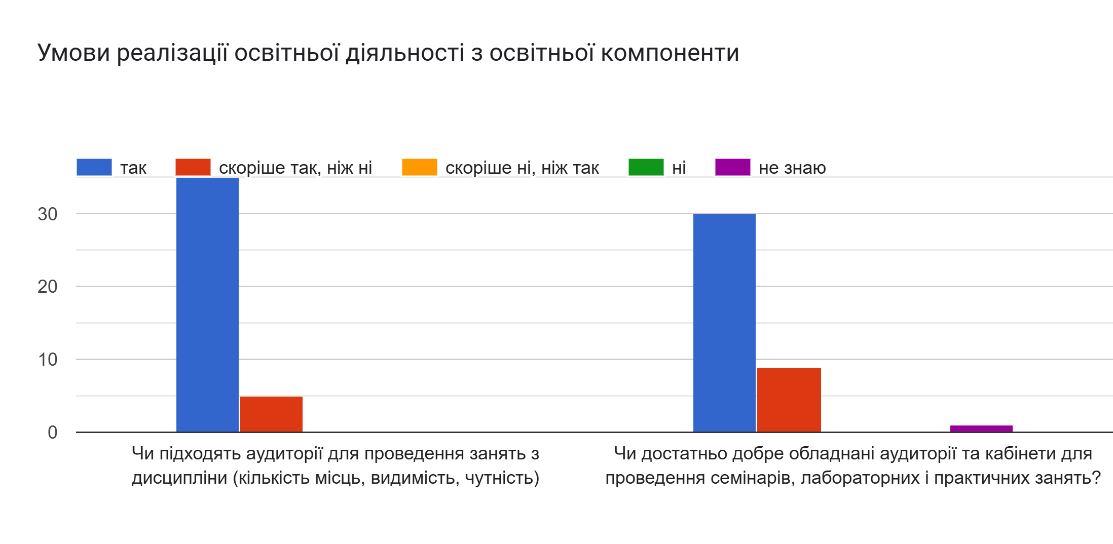 Умови реалізації освітньої діяльності з освітньої компоненти
так
скоріше так, ніж ні
скоріше ні, ніж так
ні
не знаю
30
20
10
0
Чи підходять аудиторії для проведення занять з
дисципліни (кількість місць, видимість, чутність)
Чи достатньо добре обладнані аудиторії та кабінети для
проведення семінарів, лабораторних і практичних занять?